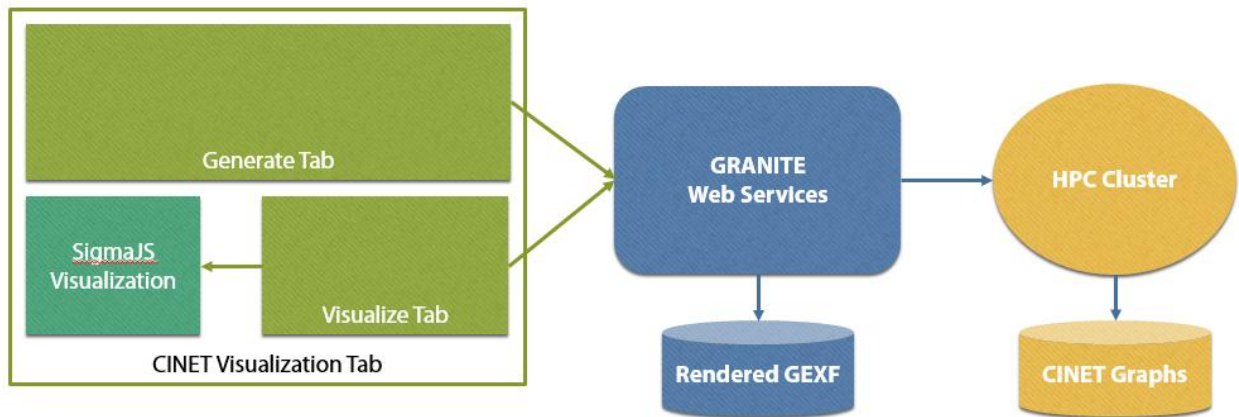 Generate Tab
SigmaJS
Visualization
Visualize Tab
CINET Visualization Tab
GRANITE
Web Services
HPC Cluster
Rendered GEXF
CINET Graphs